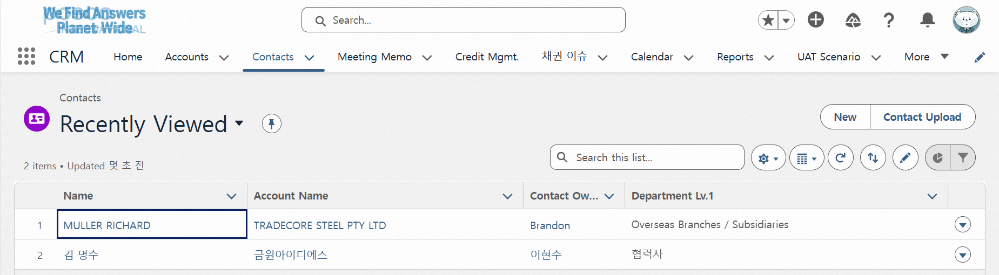 We Find Answers
Planet Wide
Search...
CRM
Home
Accounts
Contacts
Meeting Memo
Credit Mgmt.
채권 이슈
Calendar
Reports
UAT Scenario
More
Contacts
Recently Viewed
New
Contact Upload
2 items • Updated 몇 초 전
Search this list...
Name Account Name Contact Ow... Department Lv.1
1 MULLER RICHARD TRADECORE STEEL PTY LTD Brandon Overseas Branches / Subsidiaries
2 김 명수 금원아이디에스 이현수 협력사